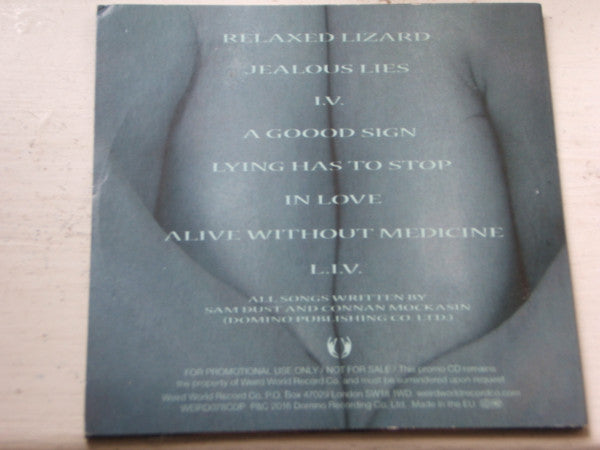 RELAXED LIZARD
JEALOUS LIES
I.V.
A GOOOD SIGN
LYING HAS TO STOP
IN LOVE
ALIVE WITHOUT MEDICINE
L.I.V.
ALL SONGS WRITTEN BY
SAM DUST AND CONNAN MOCKASIN
(DOMINO PUBLISHING CO. LTD.)
FOR PROMOTIONAL USE ONLY / NOT FOR SALE / This promo CD remains
the property of Weird World Record Co. and must be surrendered upon request
Weird World Record Co. P.O. Box 47029 London SW18 1WD. weirdworldrecordco.com
WEIRD078CDP P&C 2016 Domino Recording Co. Ltd. Made in the EU.